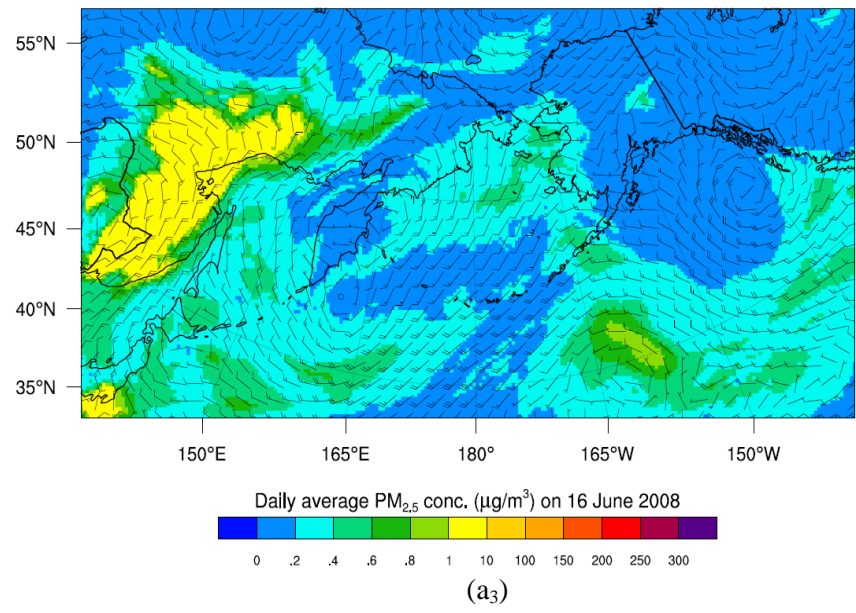 55°N
50°N
45°N
40°N
35°N
150°E 165°E 180° 165°W 150°W
Daily average PM2.5 conc. (μg/m³) on 16 June 2008
0 .2 .4 .6 .8 1 10 100 150 200 250 300
(a3)